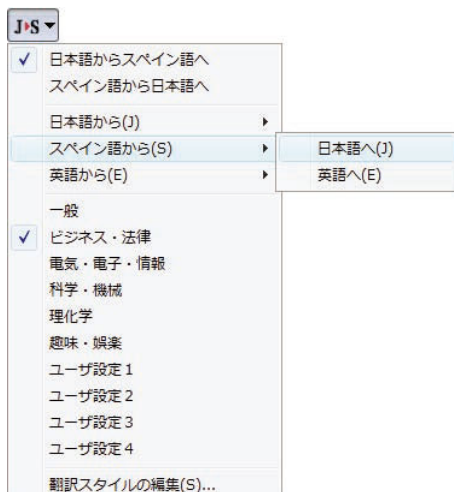 J▸S
日本語からスペイン語へ
スペイン語から日本語へ
日本語から(J)
スペイン語から(S)
日本語へ(J)
英語から(E)
英語へ(E)
一般
ビジネス・法律
電気・電子・情報
科学・機械
理化学
趣味・娯楽
ユーザ設定1
ユーザ設定2
ユーザ設定3
ユーザ設定4
翻訳スタイルの編集(S)...